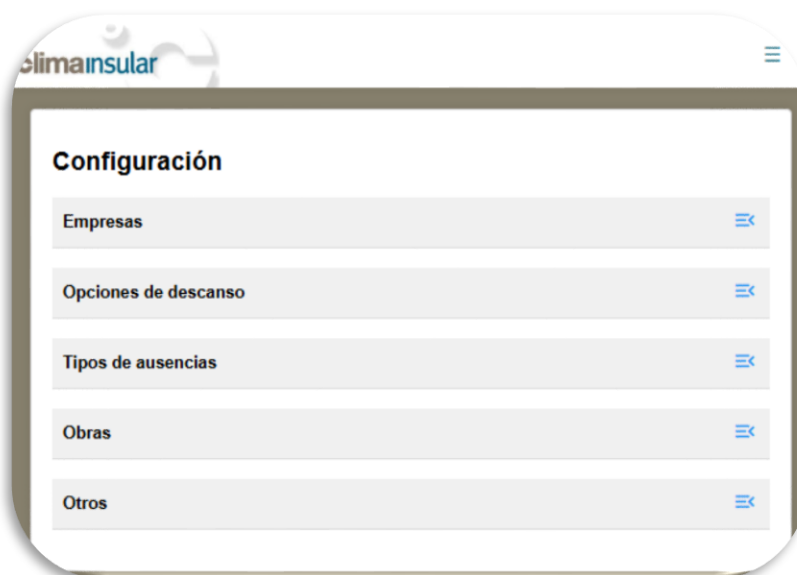 climainsular
Configuración
Empresas
Opciones de descanso
Tipos de ausencias
Obras
Otros